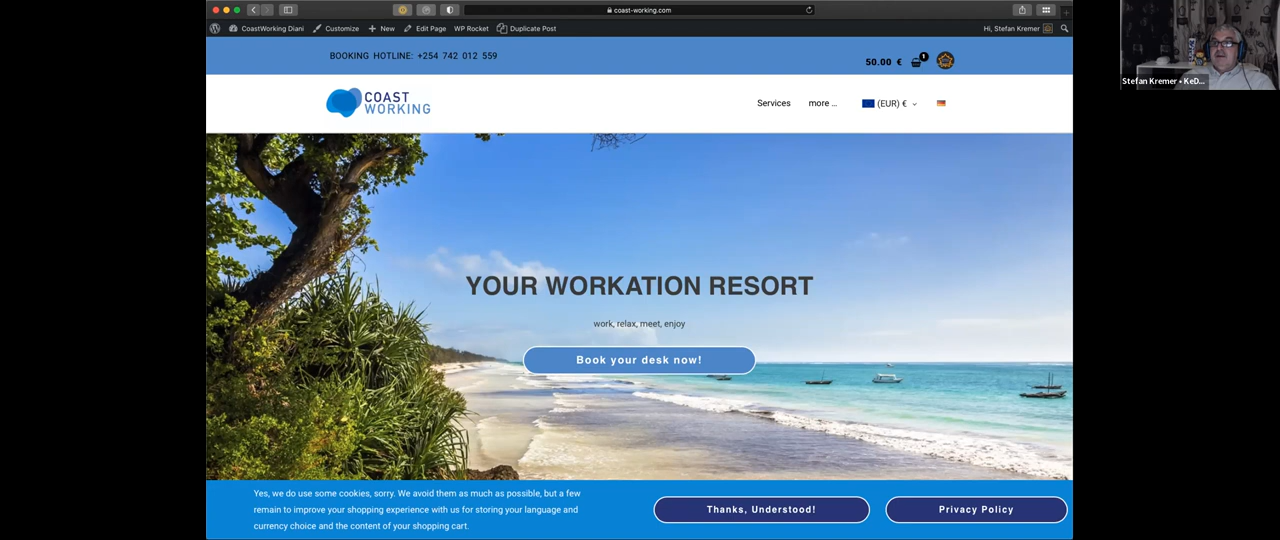 coast-working.com
CoastWorking Diani Customize New Edit Page WP Rocket Duplicate Post Hi, Stefan Kremer
BOOKING HOTLINE: +254 742 012 559
50.00 € 1
COAST
WORKING
Services more ... (EUR) €
YOUR WORKATION RESORT
work, relax, meet, enjoy
Book your desk now!
Yes, we do use some cookies, sorry. We avoid them as much as possible, but a few
remain to improve your shopping experience with us for storing your language and
currency choice and the content of your shopping cart.
Thanks, Understood!
Privacy Policy
Stefan Kremer • KeD...